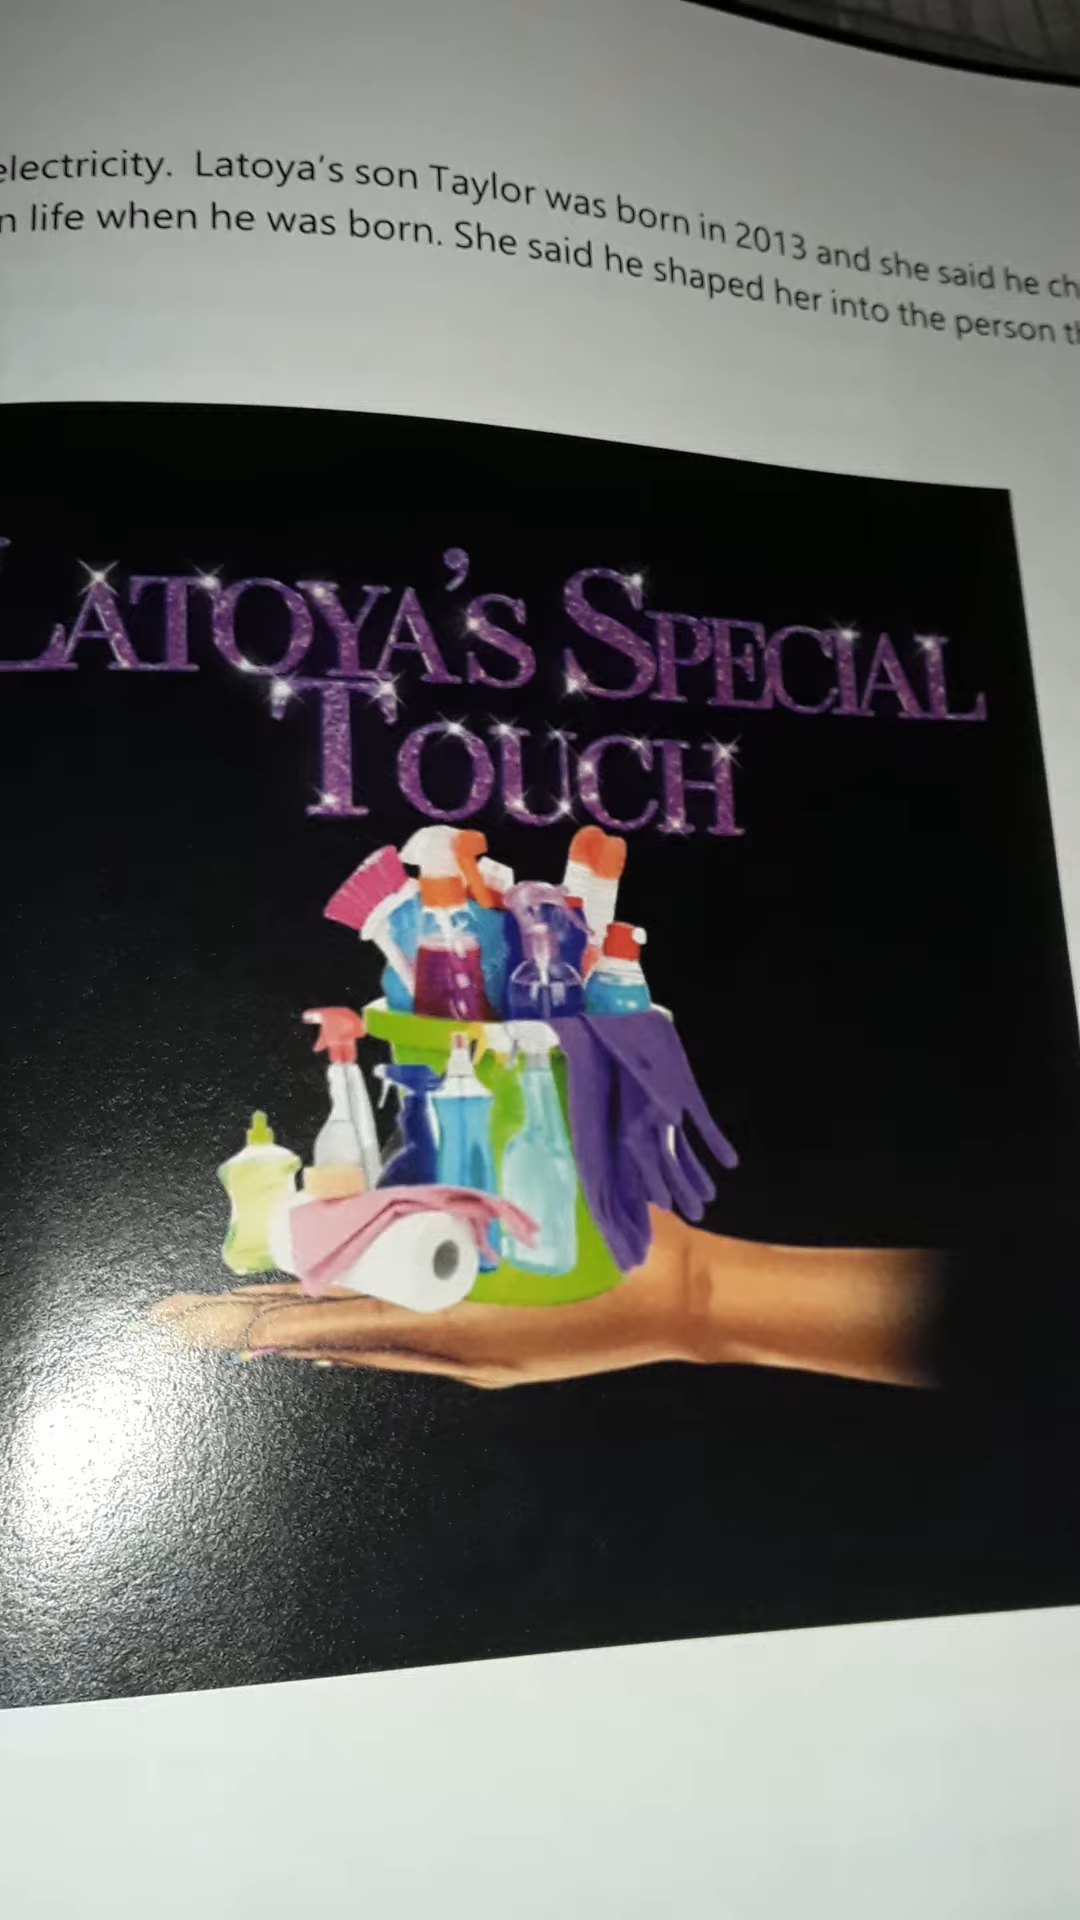 electricity. Latoya's son Taylor was born in 2013 and she said he
life when he was born. She said he shaped her into the person
LATOYA'S SPECIAL
TOUCH